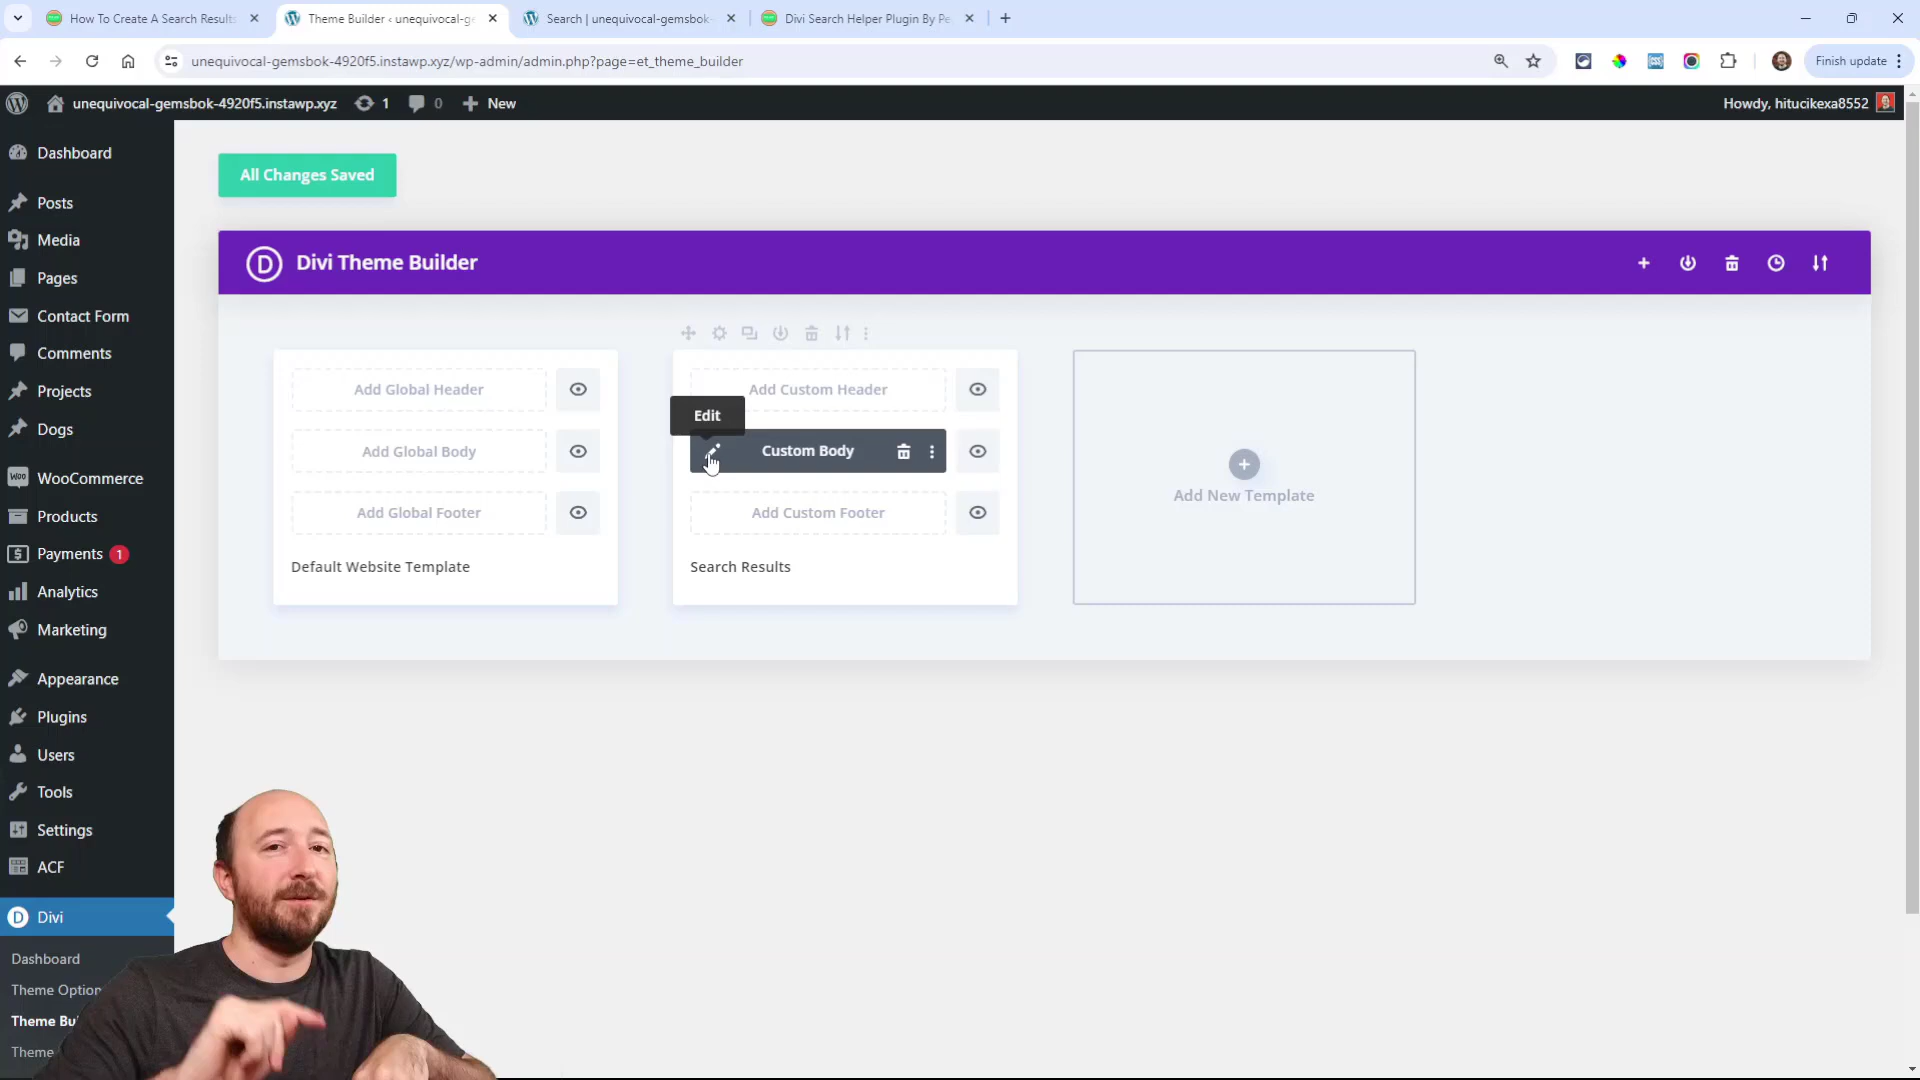 How To Create A Search Results
Theme Builder ‹ unequivocal-ge
Search | unequivocal-gemsbok-
Divi Search Helper Plugin By Pe
unequivocal-gemsbok-4920f5.instawp.xyz/wp-admin/admin.php?page=et_theme_builder
Finish update
unequivocal-gemsbok-4920f5.instawp.xyz
1
0
New
Howdy, hitucikexa8552
Dashboard
Posts
Media
Pages
Contact Form
Comments
Projects
Dogs
WooCommerce
Products
Payments 1
Analytics
Marketing
Appearance
Plugins
Users
Tools
Settings
ACF
Divi
Dashboard
Theme Option
Theme Bu
Theme
All Changes Saved
Divi Theme Builder
Add Global Header
Add Global Body
Add Global Footer
Default Website Template
Add Custom Header
Edit
Custom Body
Add Custom Footer
Search Results
Add New Template